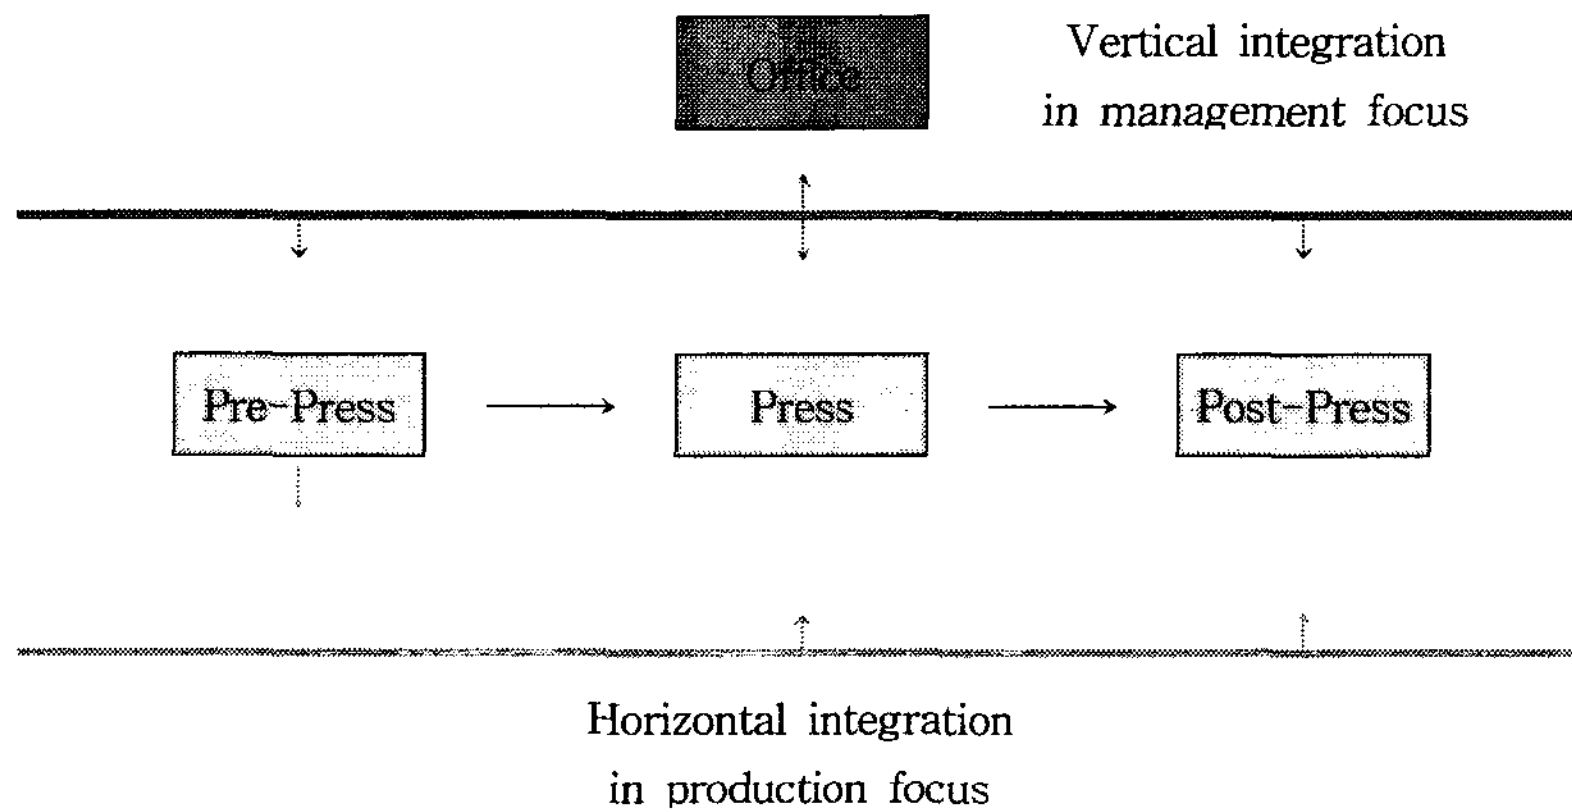 Office
Vertical integration
in management focus
Pre-Press
Press
Post-Press
Horizontal integration
in production focus